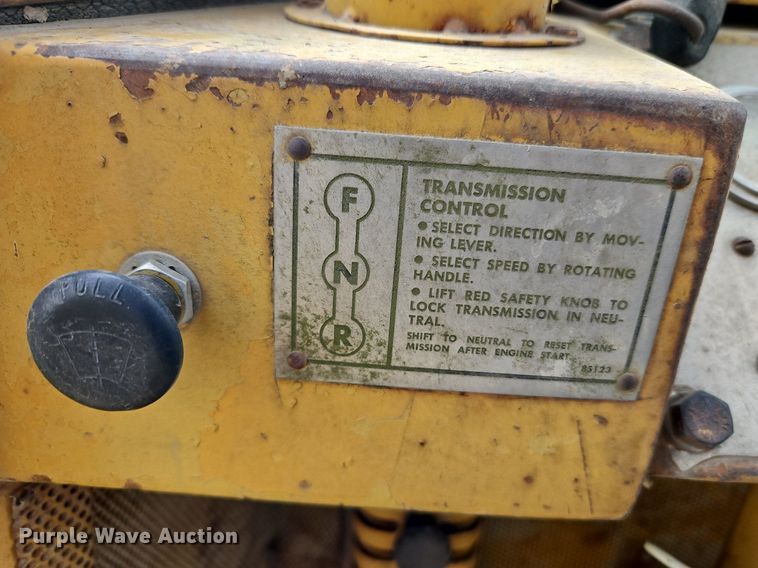 PULL
F
N
R
TRANSMISSION
CONTROL
• SELECT DIRECTION BY MOV-
ING LEVER.
• SELECT SPEED BY ROTATING
HANDLE.
• LIFT RED SAFETY KNOB TO
LOCK TRANSMISSION IN NEU-
TRAL.
SHIFT TO NEUTRAL TO RESET TRANS-
MISSION AFTER ENGINE START.
85123
Purple Wave Auction